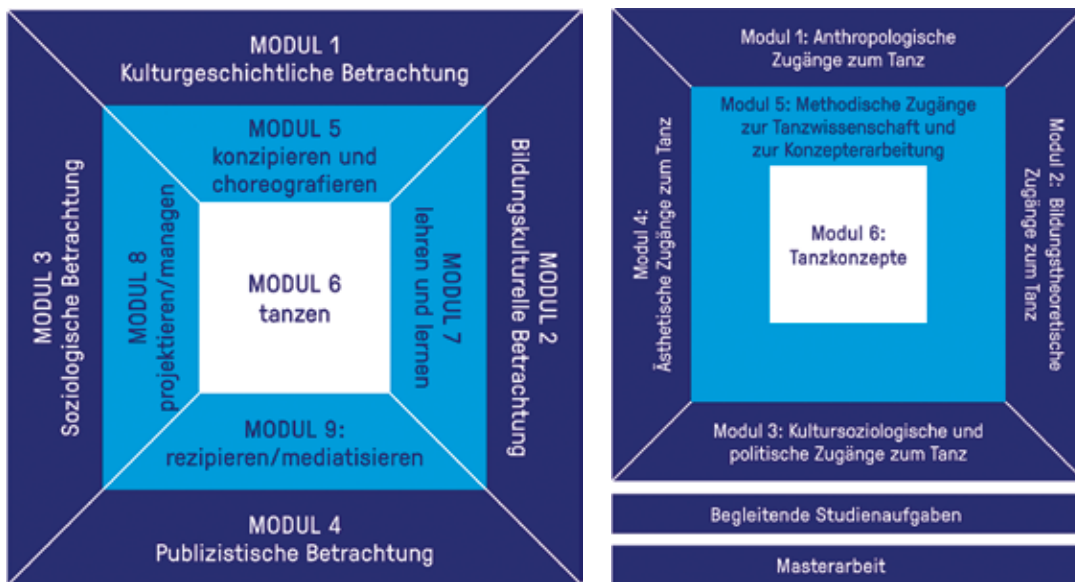 MODUL 1
Kulturgeschichtliche Betrachtung
MODUL 5
konzipieren und
choreografieren
MODUL 3
Soziologische Betrachtung
MODUL 8
projektieren/managen
MODUL 6
tanzen
MODUL 7
lehren und lernen
MODUL 2
Bildungskulturelle Betrachtung
MODUL 9:
rezipieren/mediatisieren
MODUL 4
Publizistische Betrachtung
Modul 1: Anthropologische
Zugänge zum Tanz
Modul 5: Methodische Zugänge
zur Tanzwissenschaft und
zur Konzepterarbeitung
Modul 4:
Ästhetische Zugänge zum Tanz
Modul 6:
Tanzkonzepte
Modul 2: Bildungstheoretische
Zugänge zum Tanz
Modul 3: Kultursoziologische und
politische Zugänge zum Tanz
Begleitende Studienaufgaben
Masterarbeit